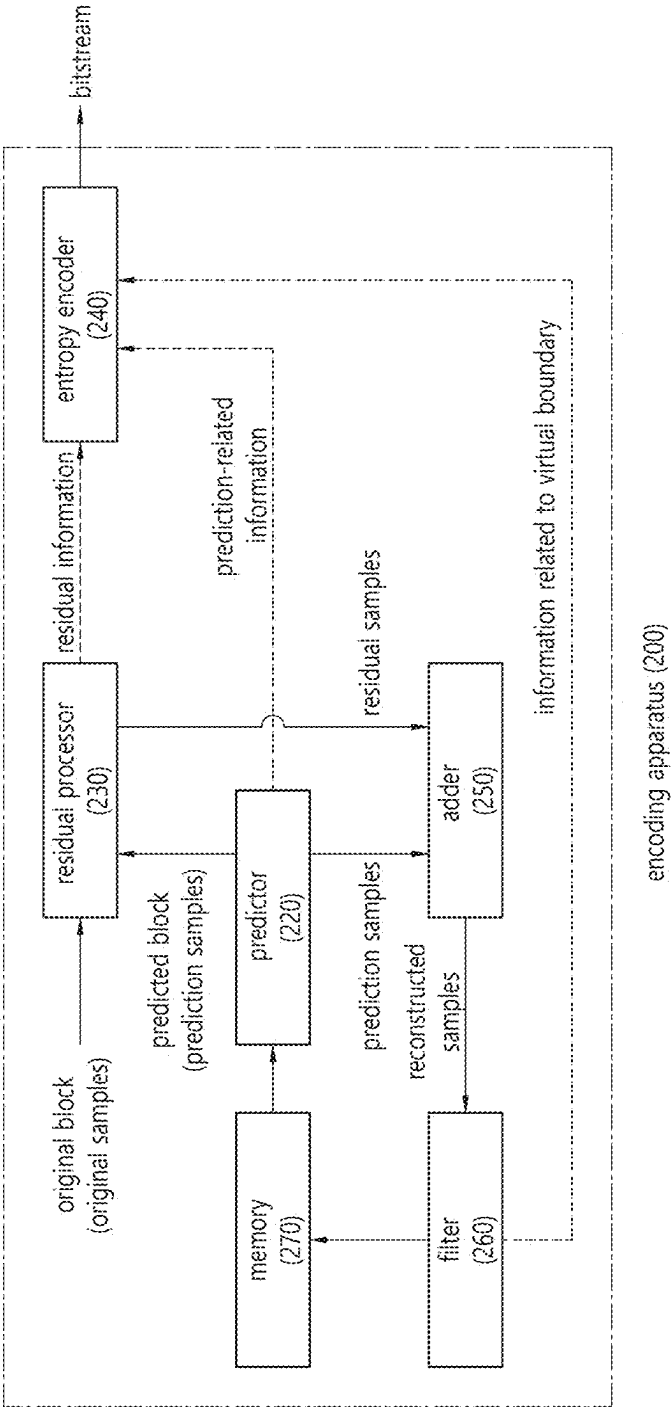 original block
(original samples)
residual processor
(230)
residual information
entropy encoder
(240)
bitstream
predicted block
(prediction samples)
prediction-related
information
memory
(270)
predictor
(220)
prediction samples
residual samples
reconstructed
samples
filter
(260)
adder
(250)
information related to virtual boundary
encoding apparatus (200)